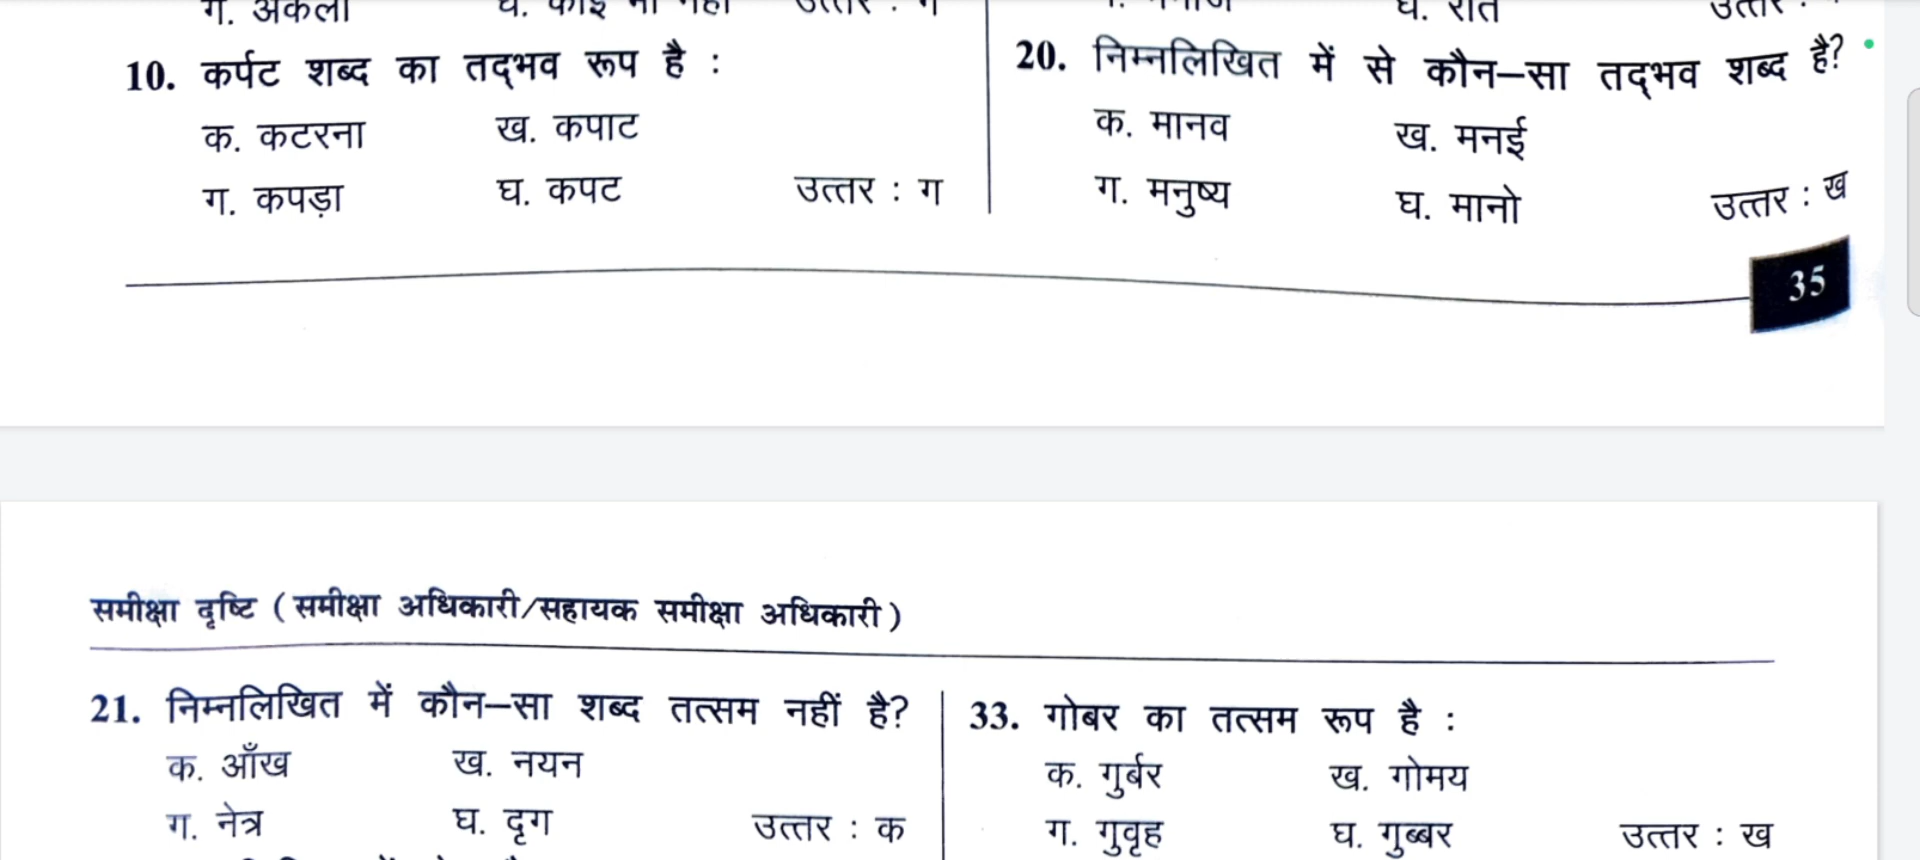 ग. अकेला
10. कर्पट शब्द का तद्भव रूप है :
क. कटरना ख. कपाट
ग. कपड़ा घ. कपट उत्तर : ग
घ. रात
20. निम्नलिखित में से कौन–सा तद्भव शब्द है?
क. मानव ख. मनई
ग. मनुष्य घ. मानो उत्तर : ख
35
समीक्षा दृष्टि ( समीक्षा अधिकारी/सहायक समीक्षा अधिकारी )
21. निम्नलिखित में कौन–सा शब्द तत्सम नहीं है?
क. आँख ख. नयन
ग. नेत्र घ. दृग उत्तर : क
33. गोबर का तत्सम रूप है :
क. गुर्बर ख. गोमय
ग. गुवृह घ. गुब्बर उत्तर : ख